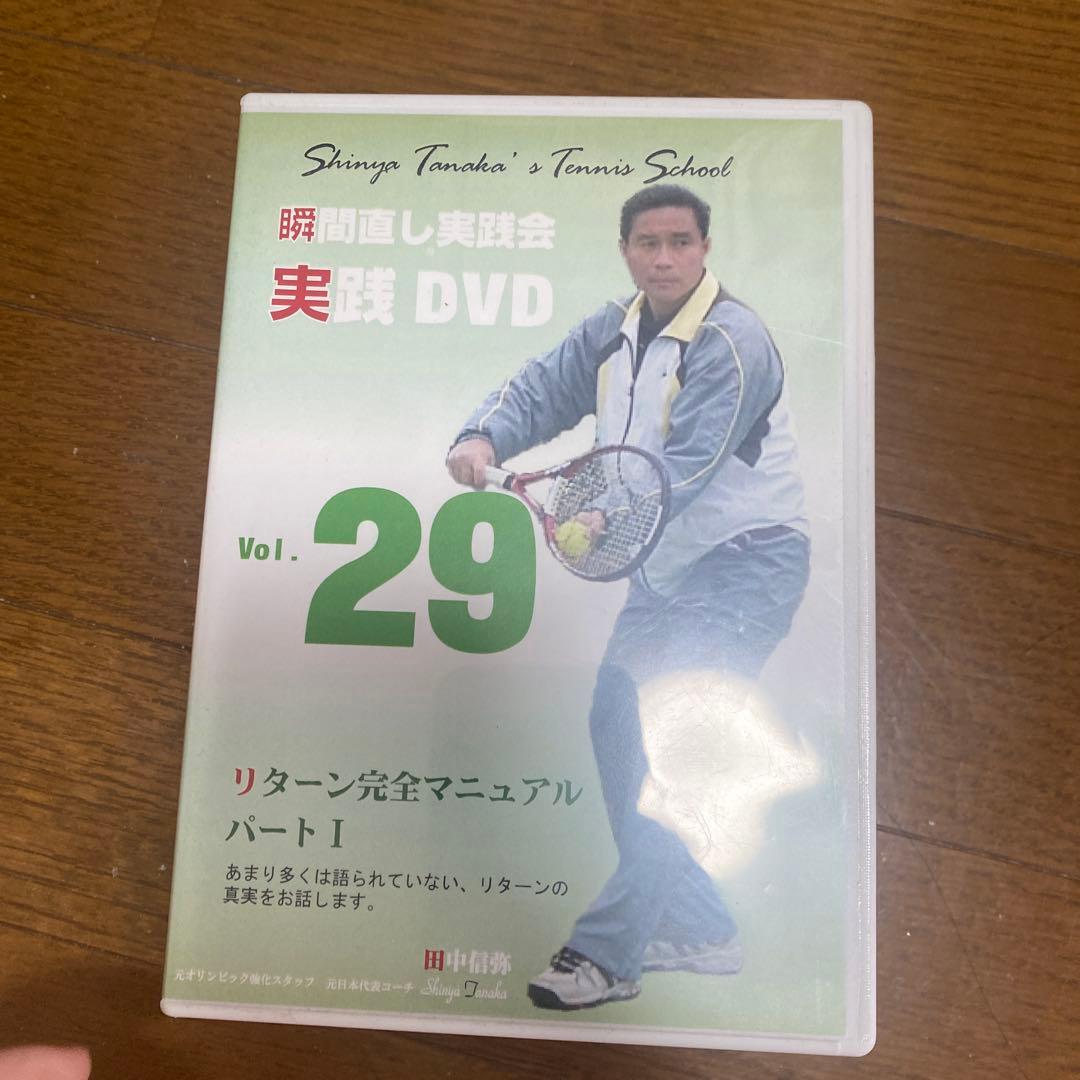 Shinya Tanaka's Tennis School
瞬間直し実践会
実践 DVD
Vol. 29
リターン完全マニュアル
パートI
あまり多くは語られていない、リターンの
真実をお話します。
田中信弥
元オリンピック強化スタッフ 元日本代表コーチ Shinya Tanaka